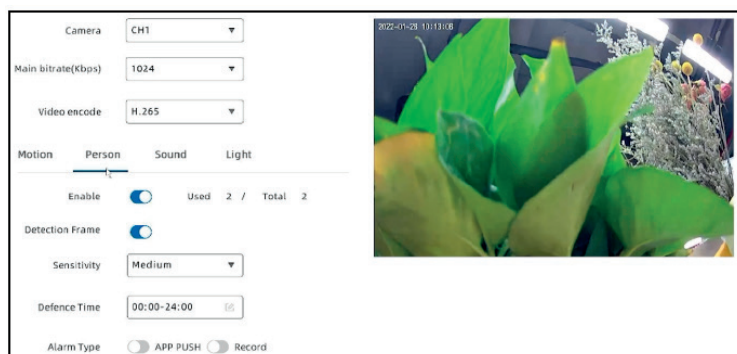 Camera CH1
Main bitrate(Kbps) 1024
Video encode H.265
Motion Person Sound Light
Enable Used 2 / Total 2
Detection Frame
Sensitivity Medium
Defence Time 00:00-24:00
Alarm Type APP PUSH Record
2022-01-28 10:13:08